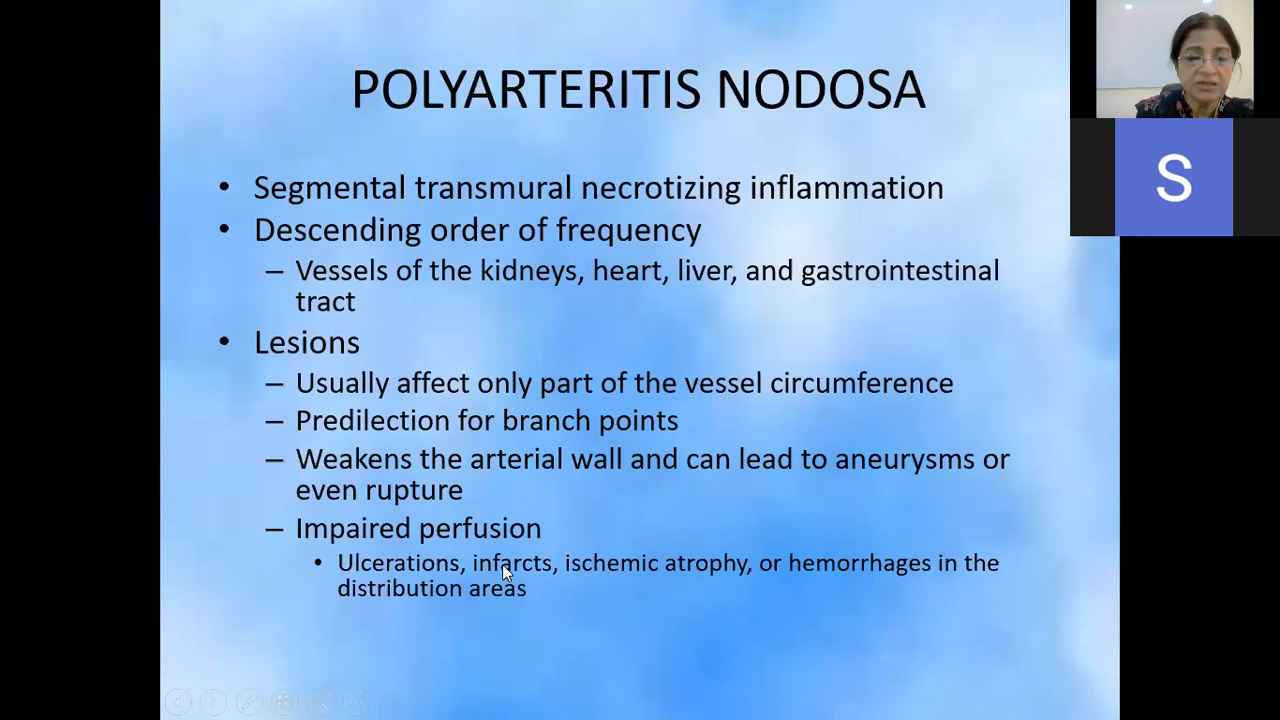 POLYARTERITIS NODOSA
• Segmental transmural necrotizing inflammation
• Descending order of frequency
– Vessels of the kidneys, heart, liver, and gastrointestinal
tract
• Lesions
– Usually affect only part of the vessel circumference
– Predilection for branch points
– Weakens the arterial wall and can lead to aneurysms or
even rupture
– Impaired perfusion
• Ulcerations, infarcts, ischemic atrophy, or hemorrhages in the
distribution areas
S